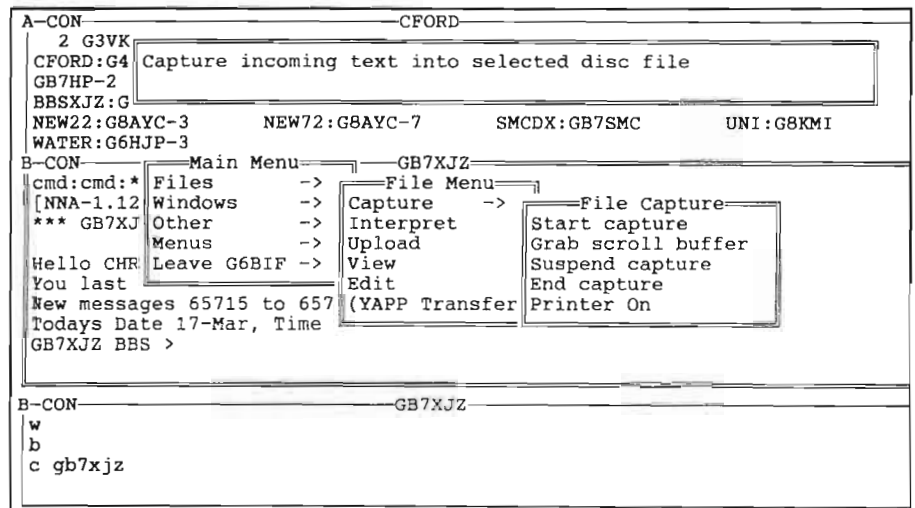 A-CON CFORD
2 G3VK
CFORD:G4 Capture incoming text into selected disc file
GB7HP-2
BBSXJZ:G
NEW22:G8AYC-3 NEW72:G8AYC-7 SMCDX:GB7SMC UNI:G8KMI
WATER:G6HJP-3
B-CON Main Menu GB7XJZ
cmd:cmd:* Files -> File Menu
[NNA-1.12 Windows -> Capture -> File Capture
*** GB7XJ Other -> Interpret Start capture
Menus -> Upload Grab scroll buffer
Hello CHR Leave G6BIF -> View Suspend capture
You last Edit End capture
New messages 65715 to 657 (YAPP Transfer Printer On
Todays Date 17-Mar, Time
GB7XJZ BBS >
B-CON GB7XJZ
w
b
c gb7xjz